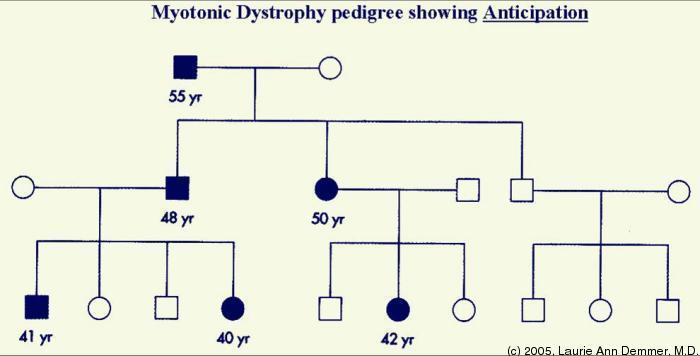 Myotonic Dystrophy pedigree showing Anticipation
55 yr
48 yr
50 yr
41 yr
40 yr
42 yr
(c) 2005, Laurie Ann Demmer, M.D.